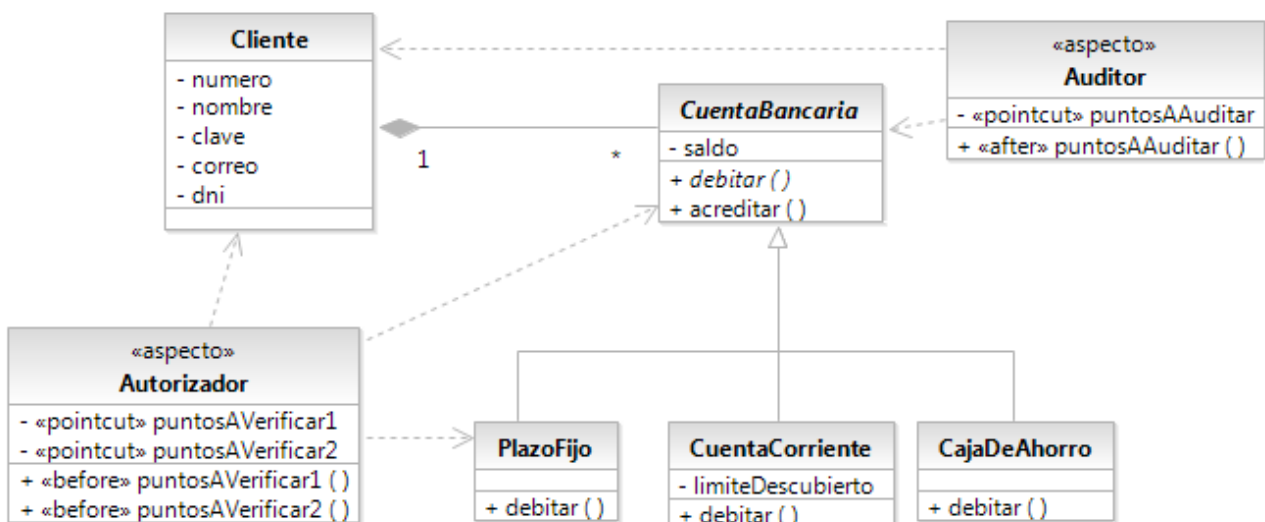 Cliente
- numero
- nombre
- clave
- correo
- dni
«aspecto»
Auditor
- «pointcut» puntosAAuditar
+ «after» puntosAAuditar ( )
CuentaBancaria
- saldo
+ debitar ( )
+ acreditar ( )
1
*
«aspecto»
Autorizador
- «pointcut» puntosAVerificar1
- «pointcut» puntosAVerificar2
+ «before» puntosAVerificar1 ( )
+ «before» puntosAVerificar2 ( )
PlazoFijo
+ debitar ( )
CuentaCorriente
- limiteDescubierto
+ debitar ( )
CajaDeAhorro
+ debitar ( )